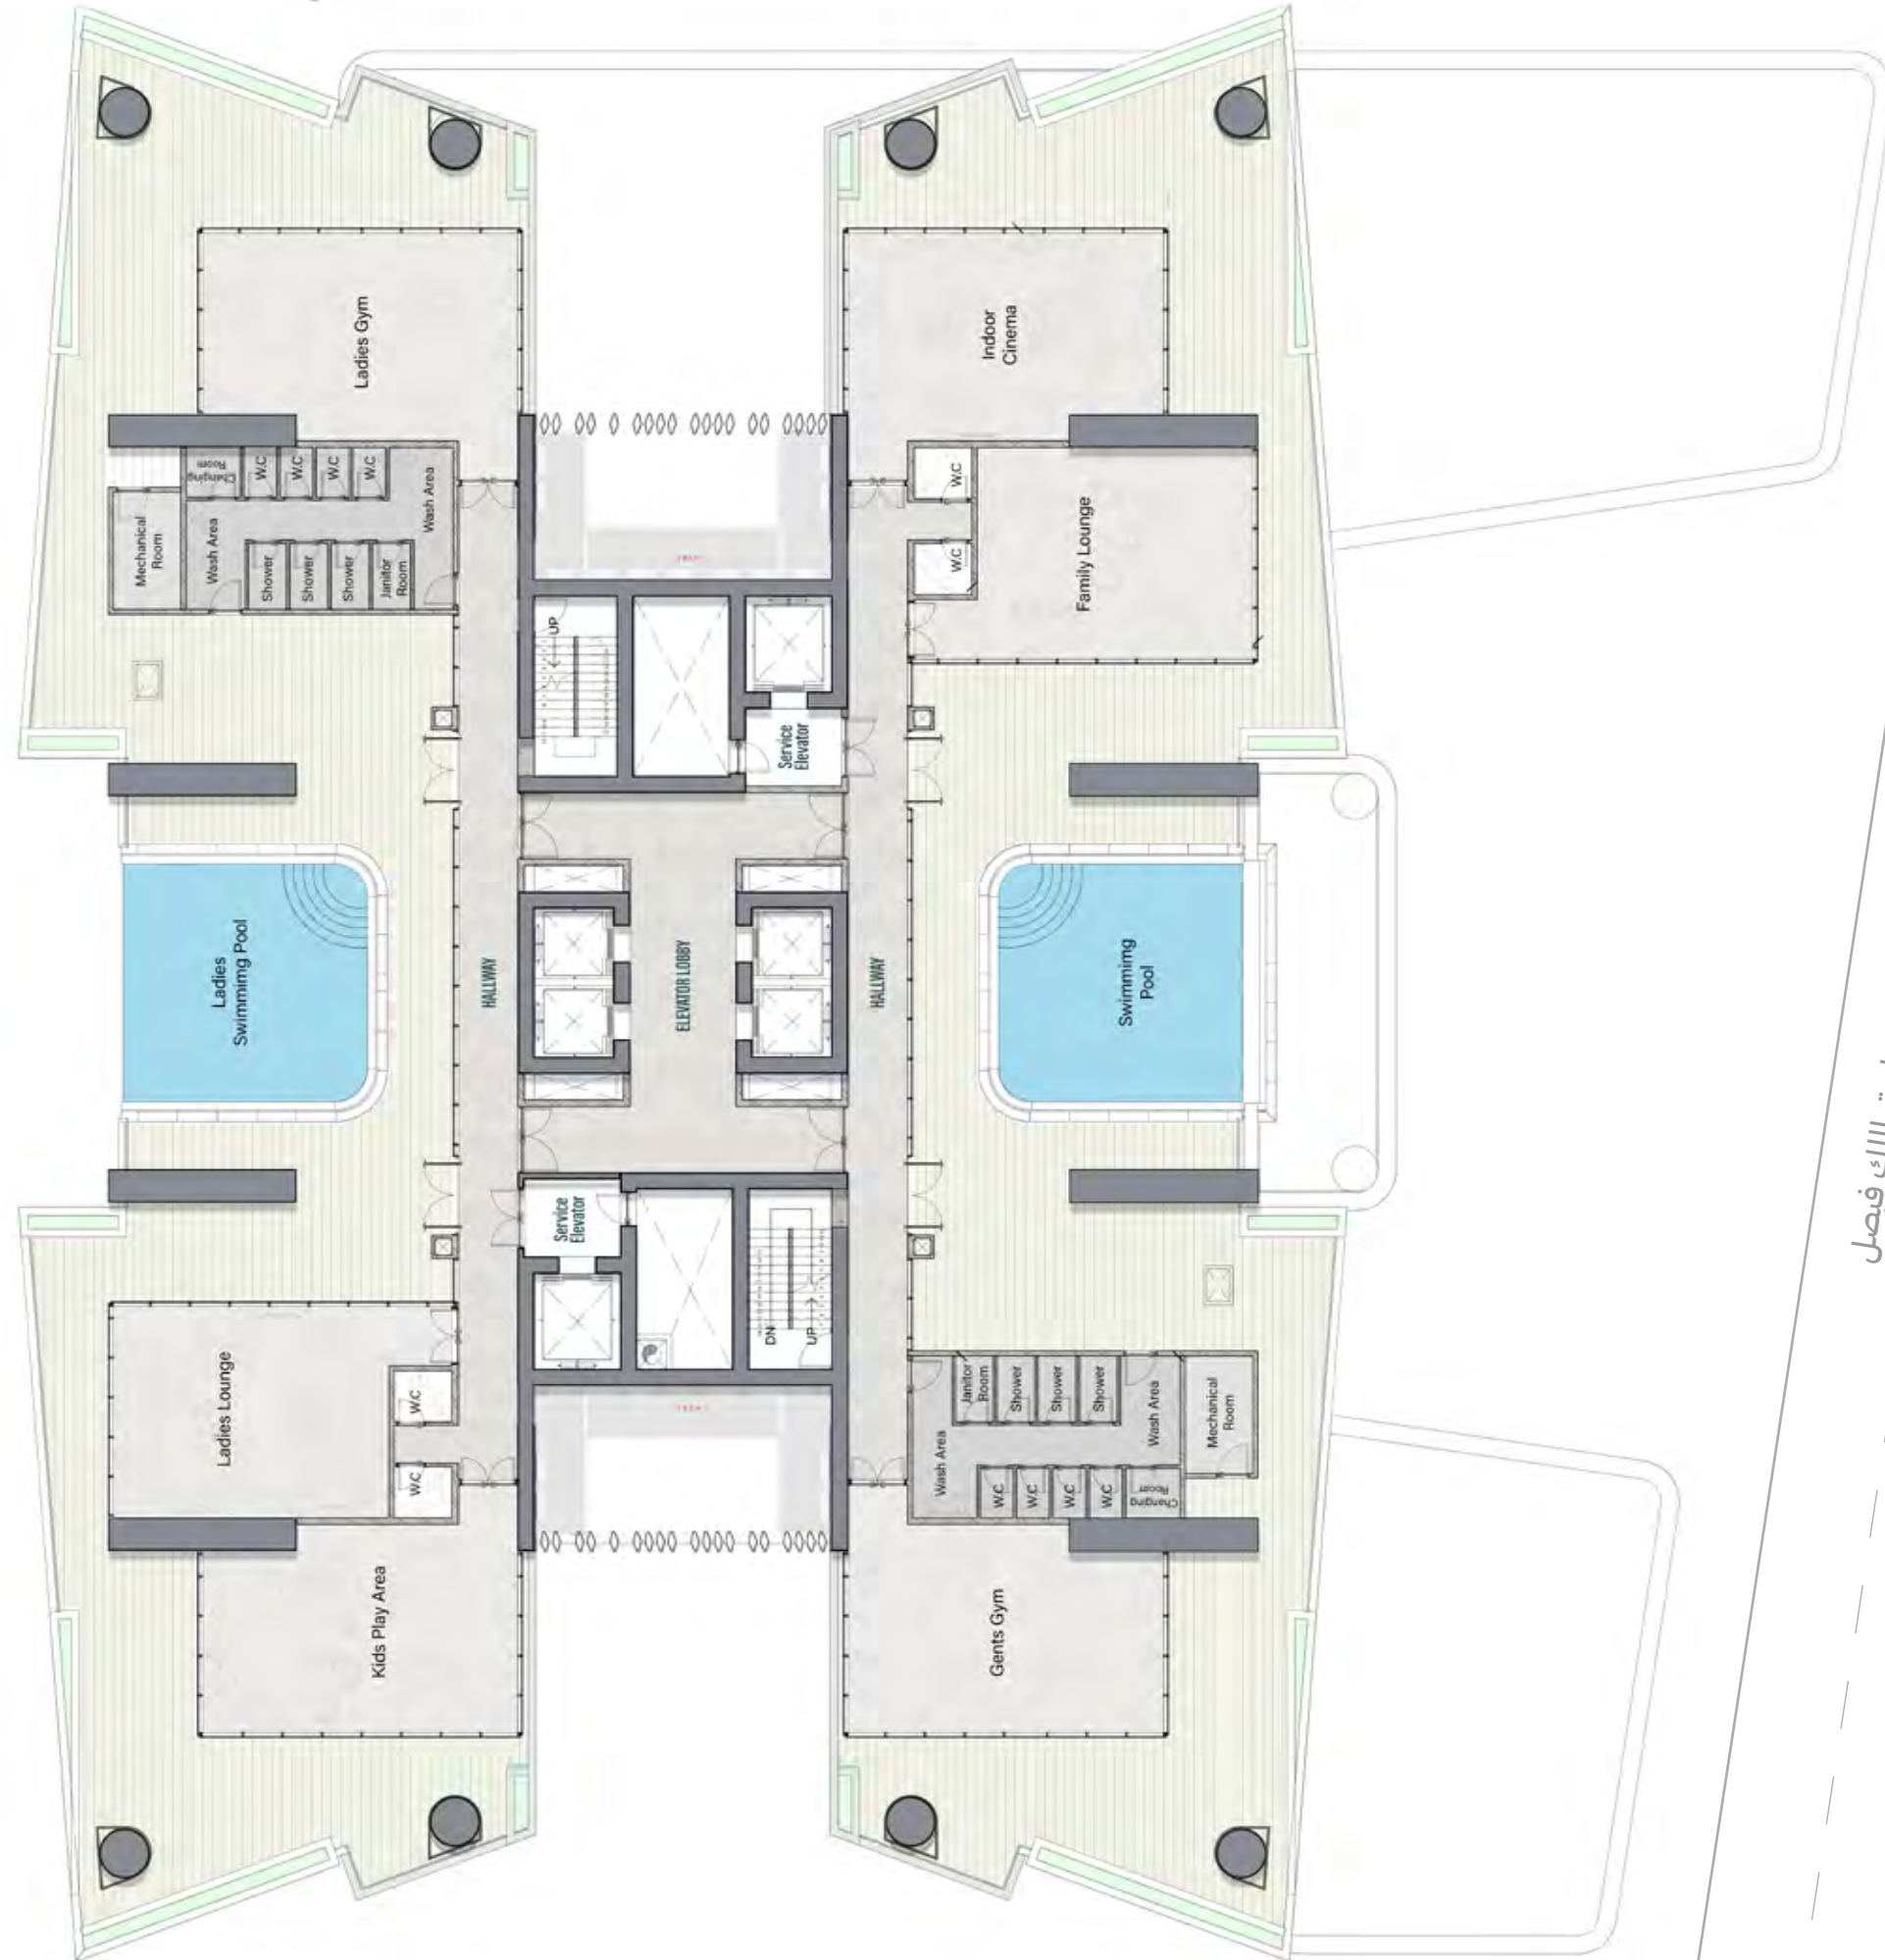 Ladies Gym
Indoor
Cinema
Changing
Room
W.C
W.C
W.C
W.C
Wash Area
Mechanical
Room
Wash Area
Shower
Shower
Shower
Janitor
Room
W.C
W.C
Family Lounge
UP
Service
Elevator
Ladies
Swimmimg Pool
HALLWAY
ELEVATOR LOBBY
HALLWAY
Swimmimg
Pool
Service
Elevator
DN
UP
Ladies Lounge
W.C
W.C
Janitor
Room
Shower
Shower
Shower
Wash Area
Mechanical
Room
Wash Area
W.C
W.C
W.C
W.C
Changing
Room
Kids Play Area
Gents Gym
فيصل